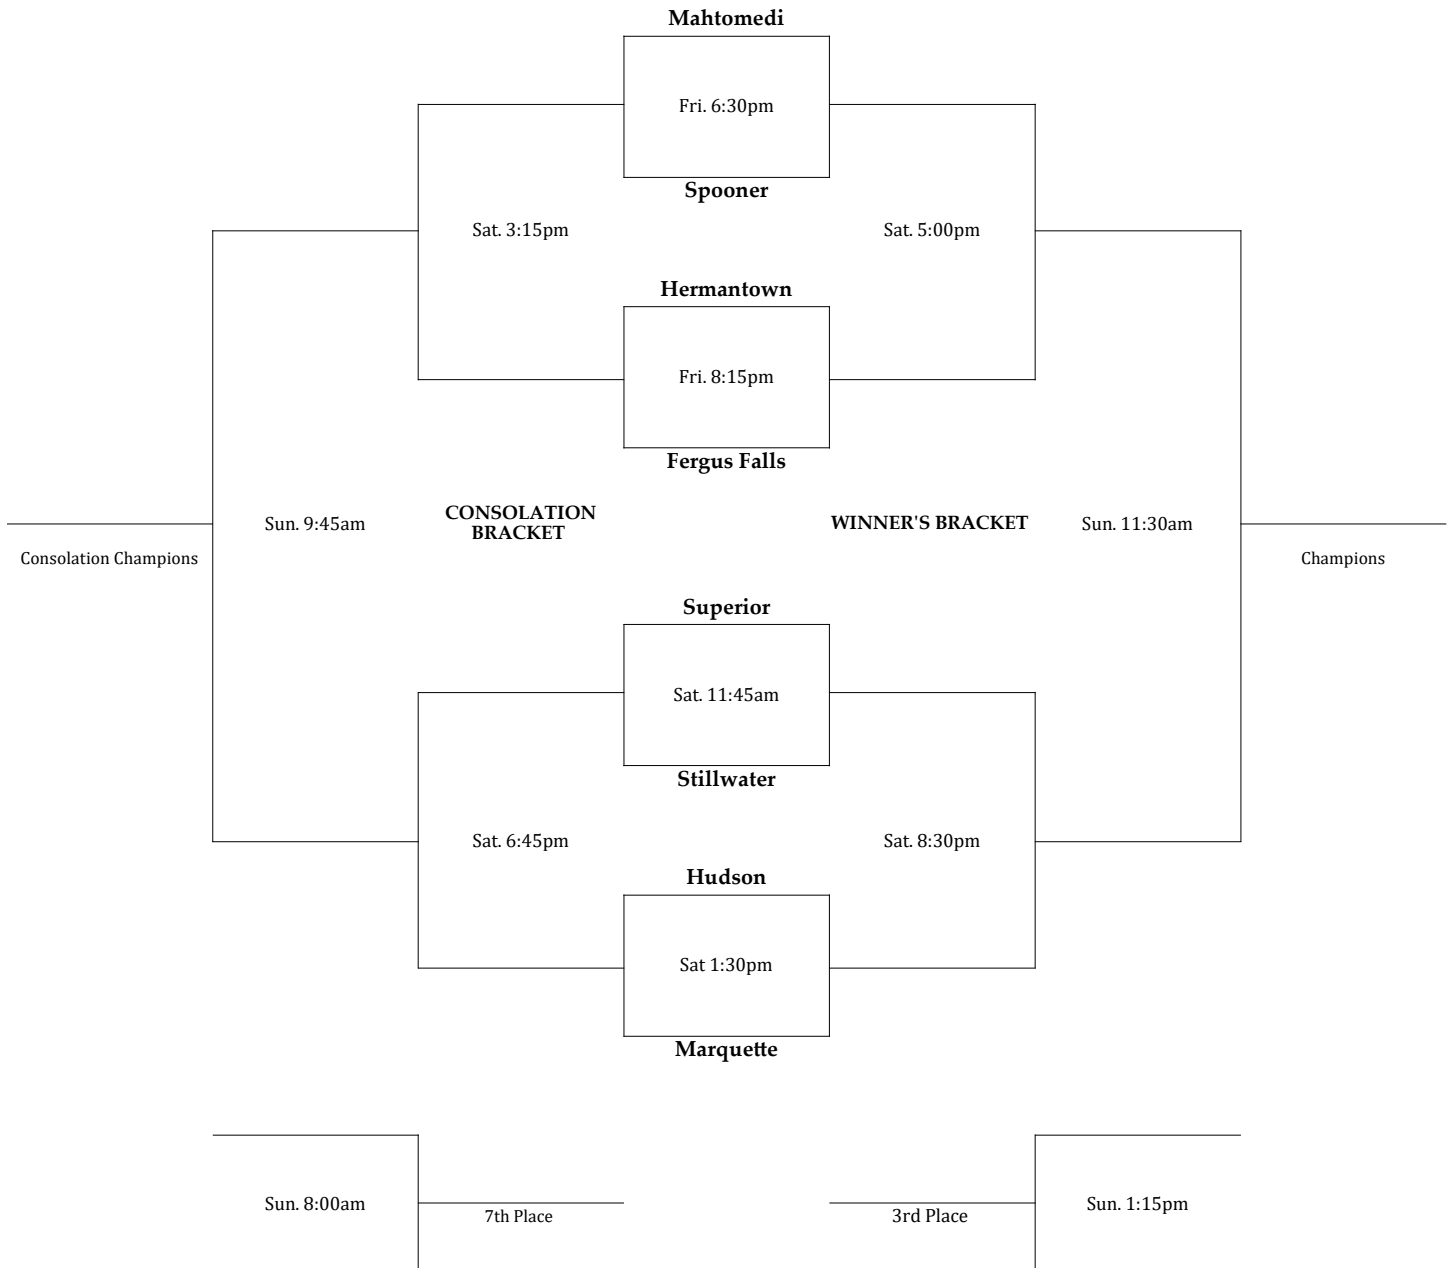 Mahtomedi
Fri. 6:30pm
Spooner
Sat. 3:15pm
Sat. 5:00pm
Hermantown
Fri. 8:15pm
Fergus Falls
Sun. 9:45am
CONSOLATION
BRACKET
WINNER'S BRACKET
Sun. 11:30am
Consolation Champions
Champions
Superior
Sat. 11:45am
Stillwater
Sat. 6:45pm
Sat. 8:30pm
Hudson
Sat 1:30pm
Marquette
Sun. 8:00am
7th Place
3rd Place
Sun. 1:15pm